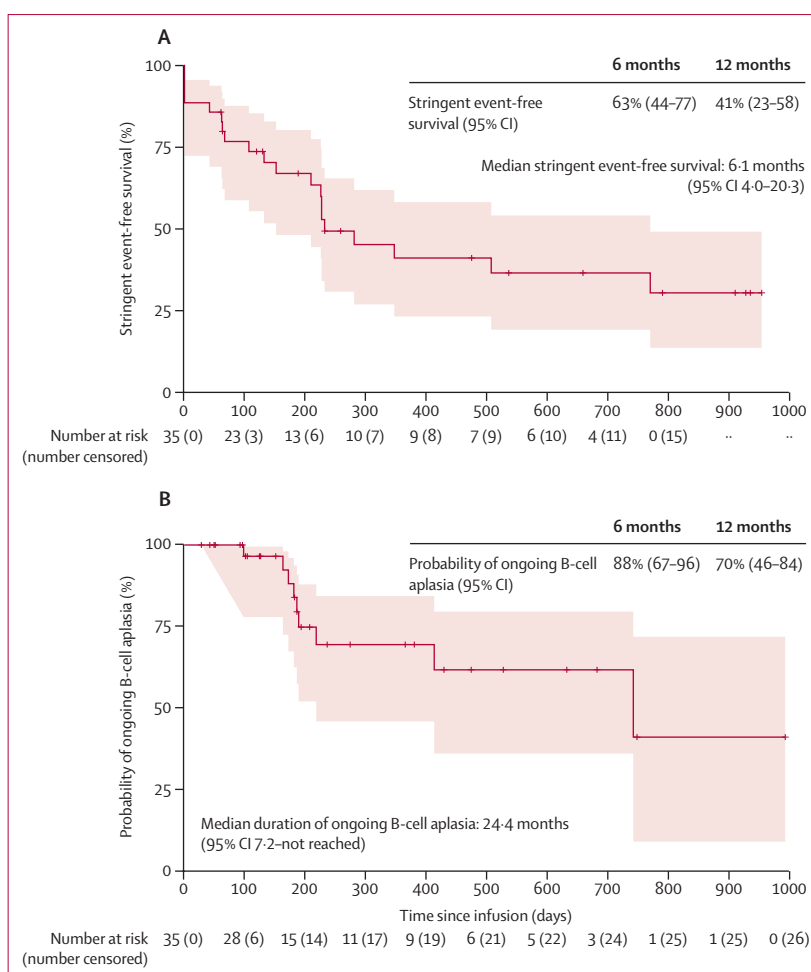 A
6 months 12 months
Stringent event-free 63% (44–77) 41% (23–58)
survival (95% CI)
Median stringent event-free survival: 6·1 months
(95% CI 4·0–20·3)
Stringent event-free survival (%)
100
75
50
25
0
0 100 200 300 400 500 600 700 800 900 1000
Number at risk 35 (0) 23 (3) 13 (6) 10 (7) 9 (8) 7 (9) 6 (10) 4 (11) 0 (15) ·· ··
(number censored)
B
6 months 12 months
Probability of ongoing B-cell 88% (67–96) 70% (46–84)
aplasia (95% CI)
Probability of ongoing B-cell aplasia (%)
100
75
50
25
0
Median duration of ongoing B-cell aplasia: 24·4 months
(95% CI 7·2–not reached)
0 100 200 300 400 500 600 700 800 900 1000
Time since infusion (days)
Number at risk 35 (0) 28 (6) 15 (14) 11 (17) 9 (19) 6 (21) 5 (22) 3 (24) 1 (25) 1 (25) 0 (26)
(number censored)